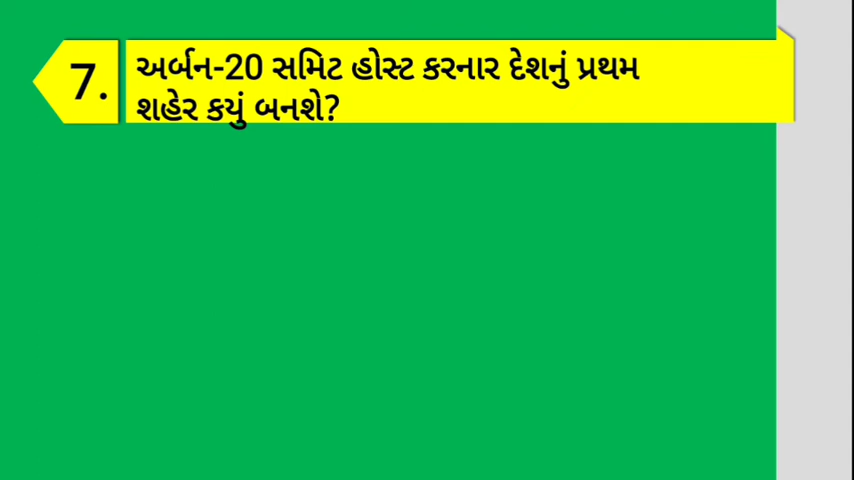 7. અર્બન-20 સમિટ હોસ્ટ કરનાર દેશનું પ્રથમ
શહેર કયું બનશે?